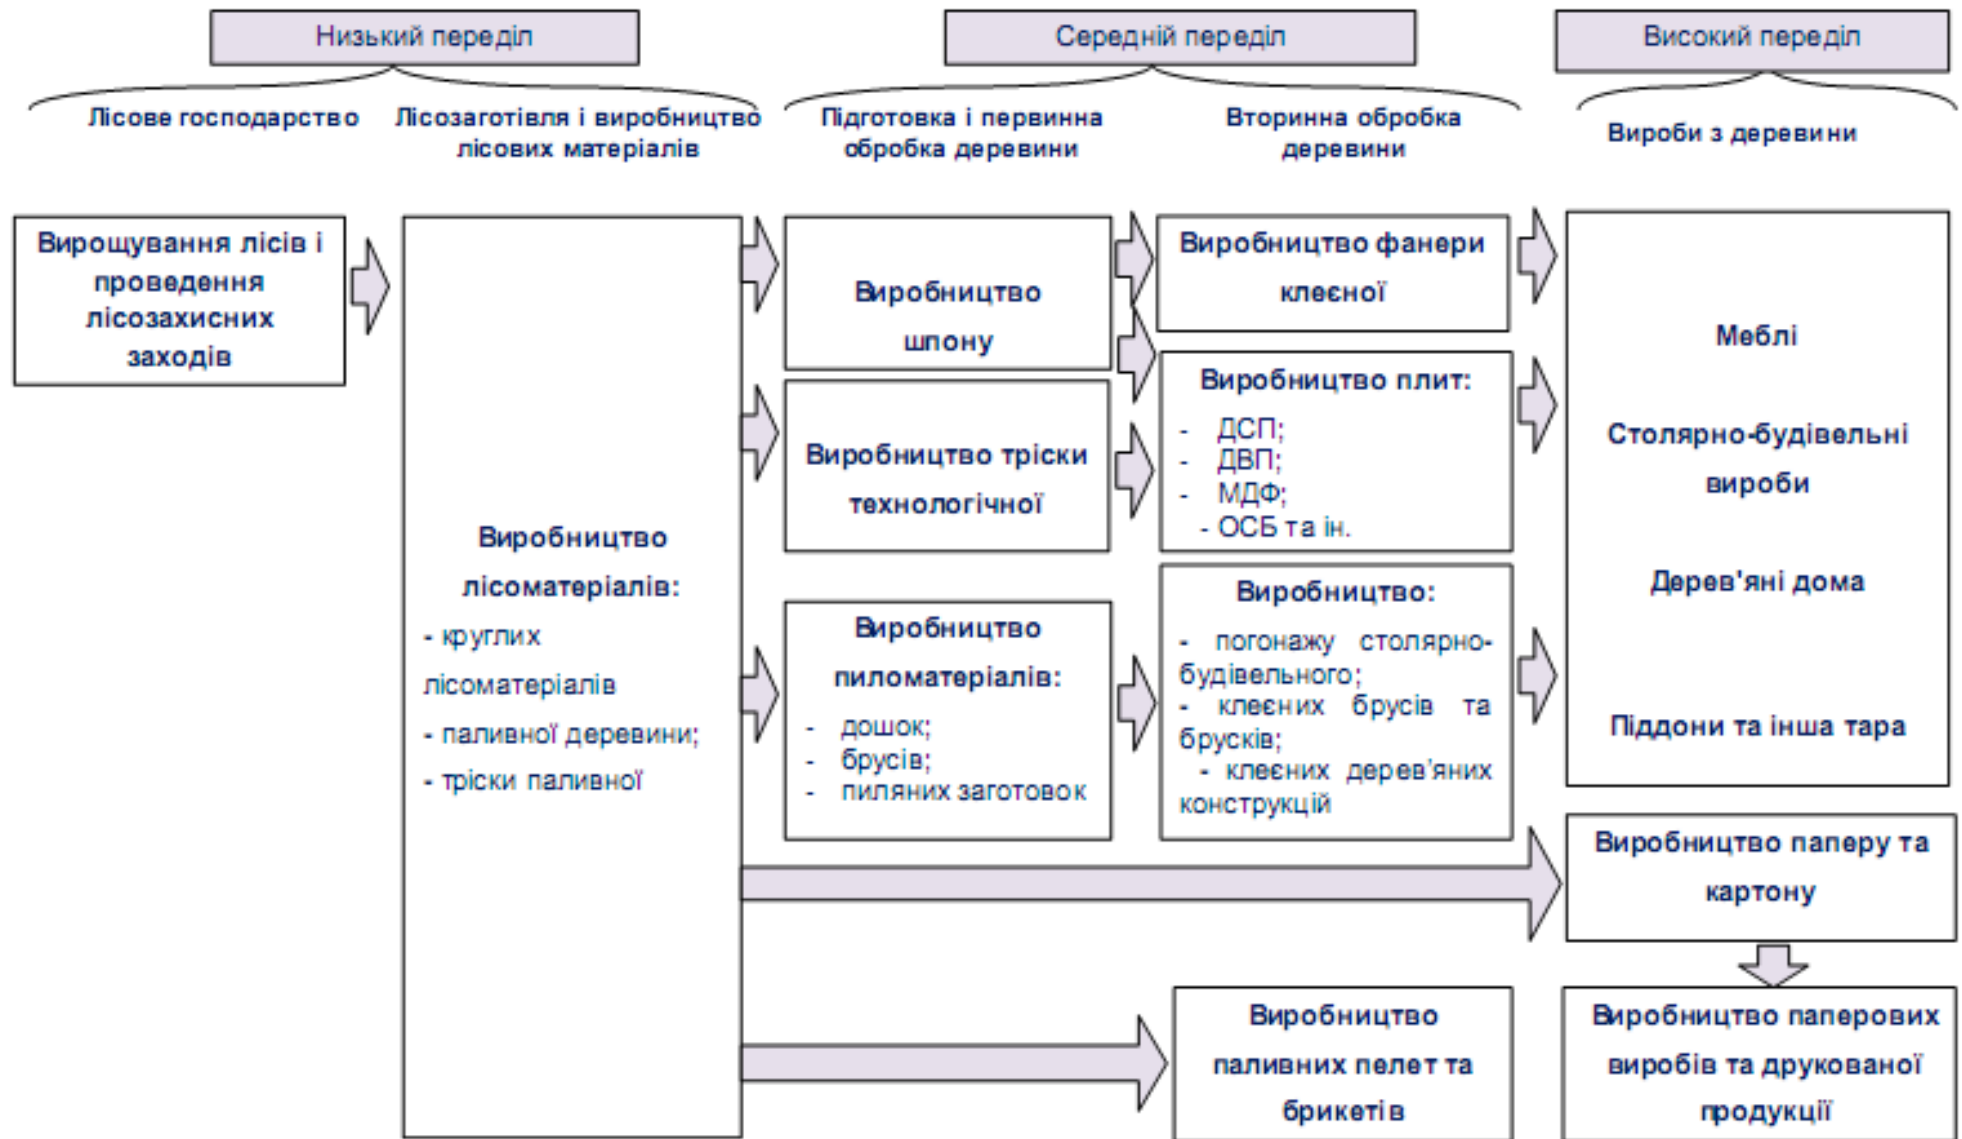 Низький переділ
Середній переділ
Високий переділ
Лісове господарство
Лісозаготівля і виробництво
лісових матеріалів
Підготовка і первинна
обробка деревини
Вторинна обробка
деревини
Вироби з деревини
Вирощування лісів і
проведення
лісозахисних
заходів
Виробництво
лісоматеріалів:
- круглих
лісоматеріалів
- паливної деревини;
- тріски паливної
Виробництво
шпону
Виробництво тріски
технологічної
Виробництво
пиломатеріалів:
- дошок;
- брусів;
- пиляних заготовок
Виробництво фанери
клеєної
Виробництво плит:
- ДСП;
- ДВП;
- МДФ;
- ОСБ та ін.
Виробництво:
- погонажу столярно-
будівельного;
- клеєних брусів та
брусків;
- клеєних дерев’яних
конструкцій
Виробництво
паливних пелет та
брикетів
Меблі
Столярно-будівельні
вироби
Дерев'яні дома
Піддони та інша тара
Виробництво паперу та
картону
Виробництво паперових
виробів та друкованої
продукції